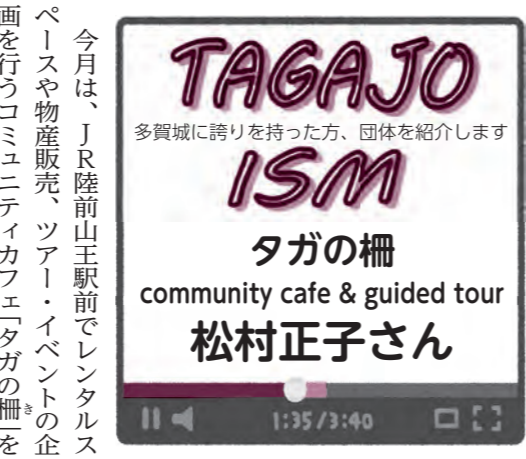 TAGAJO
多賀城に誇りを持った方、団体を紹介します
ISM
タガの柵
community cafe & guided tour
松村正子さん
1:35/3:40
今月は、JR陸前山王駅前でレンタルス
ペースや物産販売、ツアー・イベントの企
画を行うコミュニティカフェ「タガの柵き」を